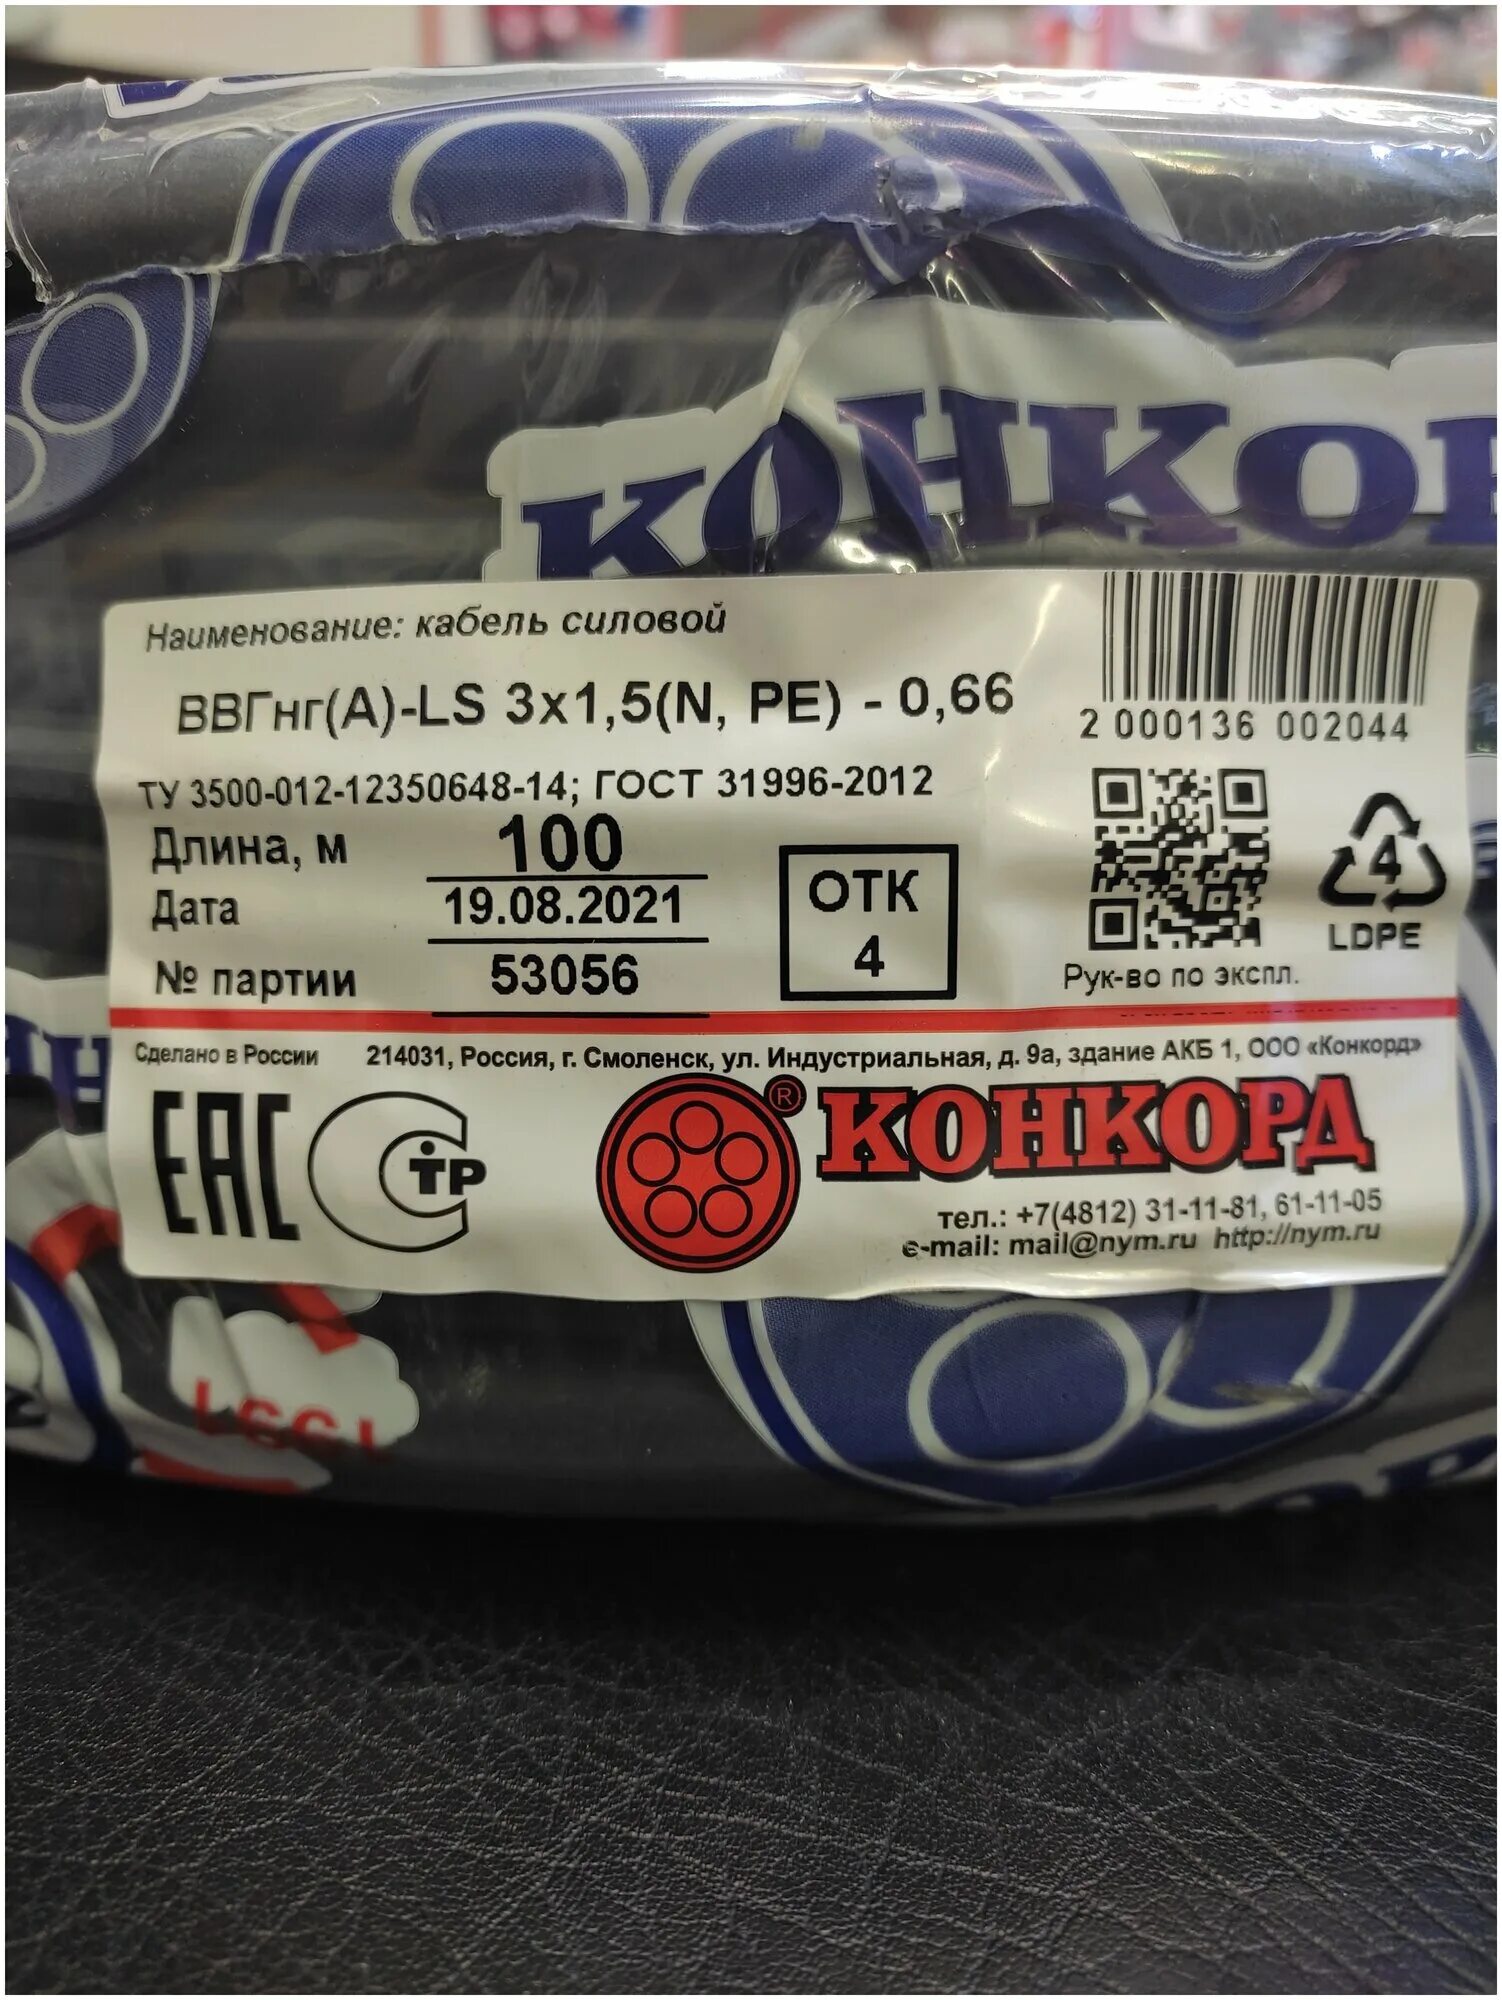 КОНКОР
Наименование: кабель силовой
ВВГнг(А)-LS 3х1,5(N, PE) - 0,66
2 000136 002044
ТУ 3500-012-12350648-14; ГОСТ 31996-2012
Длина, м 100
Дата 19.08.2021
№ партии 53056
ОТК
4
Рук-во по экспл.
4
LDPE
Сделано в России 214031, Россия, г. Смоленск, ул. Индустриальная, д. 9а, здание АКБ 1, ООО «Конкорд»
ЕАС
СТР
® КОНКОРД
тел.: +7(4812) 31-11-81, 61-11-05
e-mail: mail@nym.ru http://nym.ru
1991